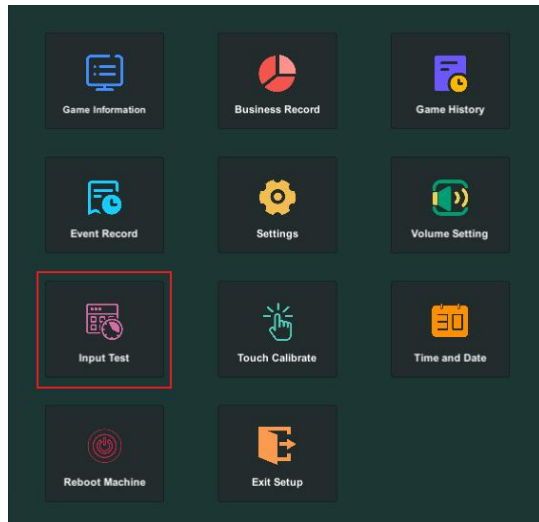 Game Information
Business Record
Game History
Event Record
Settings
Volume Setting
30
Input Test
Touch Calibrate
Time and Date
Reboot Machine
Exit Setup